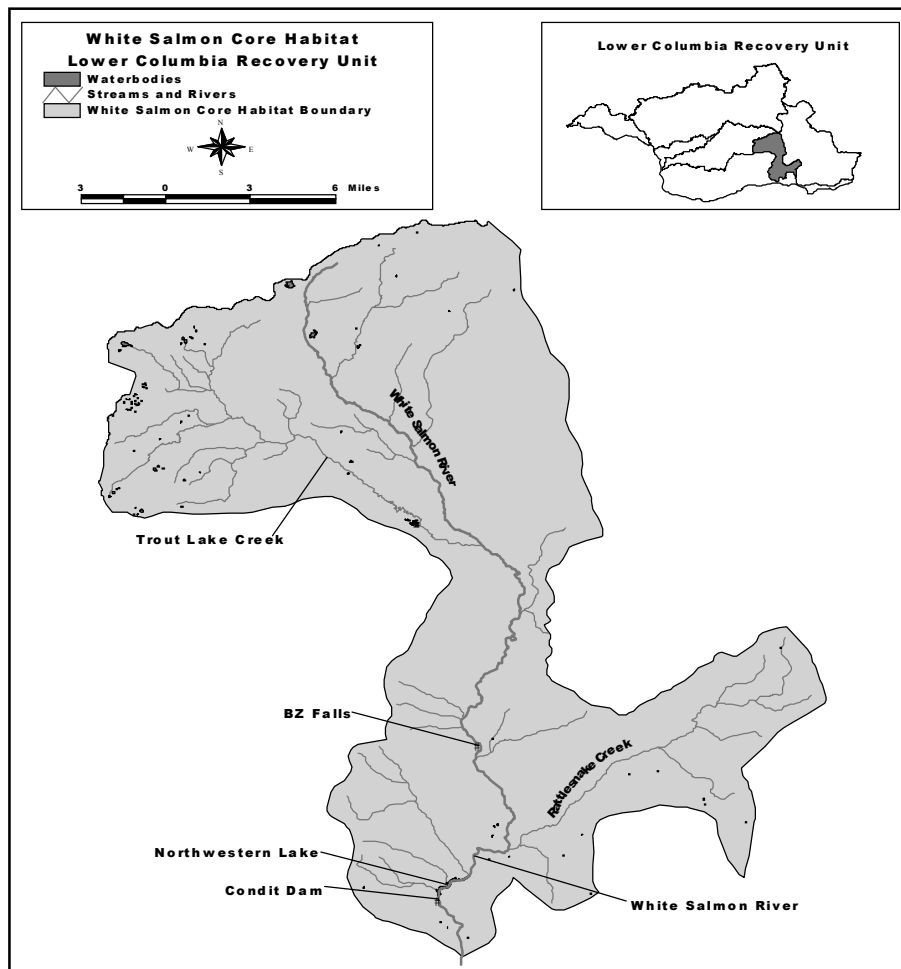 White Salmon Core Habitat
Lower Columbia Recovery Unit
Waterbodies
Streams and Rivers
White Salmon Core Habitat Boundary
N
W E
S
3 0 3 6 Miles
Lower Columbia Recovery Unit
White Salmon River
Trout Lake Creek
BZ Falls
Rattlesnake Creek
Northwestern Lake
Condit Dam
White Salmon River